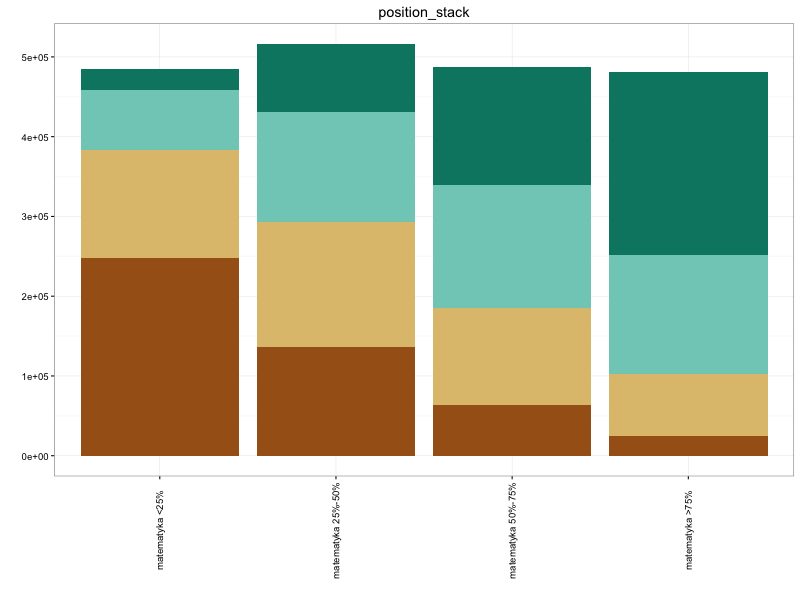 position_stack
5e+05
4e+05
3e+05
2e+05
1e+05
0e+00
matematyka <25%
matematyka 25%-50%
matematyka 50%-75%
matematyka >75%